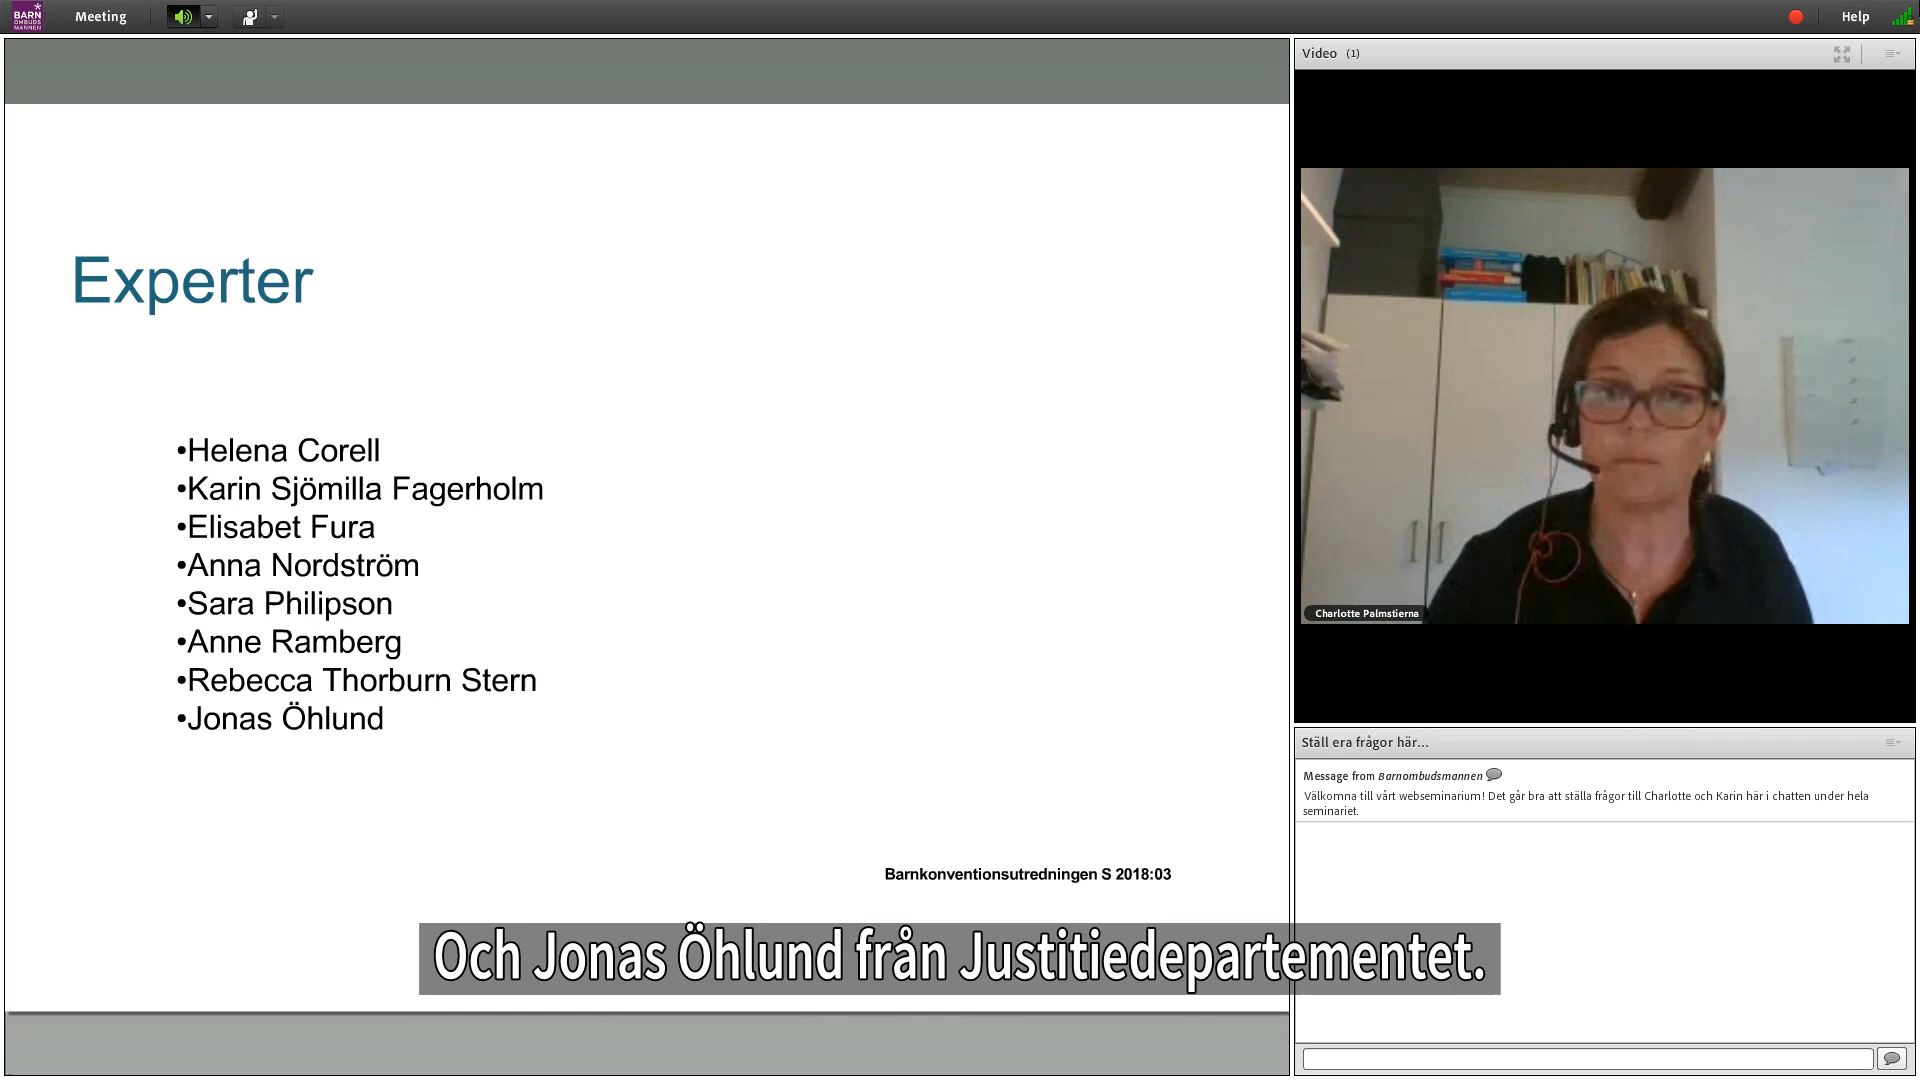 BARN
OMBUDS
MANNEN
Meeting
Help
Experter
•Helena Corell
•Karin Sjömilla Fagerholm
•Elisabet Fura
•Anna Nordström
•Sara Philipson
•Anne Ramberg
•Rebecca Thorburn Stern
•Jonas Öhlund
Barnkonventionsutredningen S 2018:03
Och Jonas Öhlund från Justitiedepartementet.
Video (1)
Charlotte Palmstierna
Ställ era frågor här...
Message from Barnombudsmannen
Välkomna till vårt webseminarium! Det går bra att ställa frågor till Charlotte och Karin här i chatten under hela
seminariet.